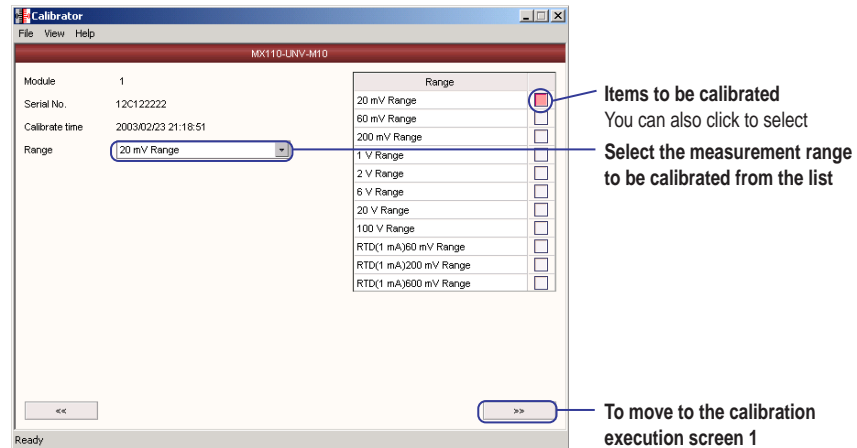 Calibrator
File View Help
MX110-UNV-M10
Module 1
Serial No. 12C122222
Calibrate time 2003/02/23 21:18:51
Range 20 mV Range
Range
20 mV Range
60 mV Range
200 mV Range
1 V Range
2 V Range
6 V Range
20 V Range
100 V Range
RTD(1 mA)60 mV Range
RTD(1 mA)200 mV Range
RTD(1 mA)600 mV Range
<<
>>
Ready
Items to be calibrated
You can also click to select
Select the measurement range
to be calibrated from the list
To move to the calibration
execution screen 1